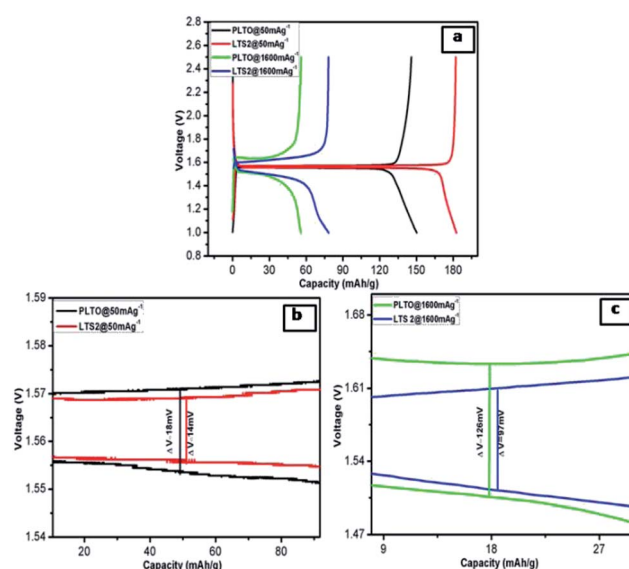 a
PLTO@50mAg⁻¹
LTS2@50mAg⁻¹
PLTO@1600mAg⁻¹
LTS2@1600mAg⁻¹
Voltage (V)
2.8
2.6
2.4
2.2
2.0
1.8
1.6
1.4
1.2
1.0
0.8
0 30 60 90 120 150 180
Capacity (mAh/g)
b
PLTO@50mAg⁻¹
LTS2@50mAg⁻¹
Voltage (V)
1.59
1.58
1.57
1.56
1.55
1.54
Δ V-18mV
Δ V-14mV
20 40 60 80
Capacity (mAh/g)
c
PLTO@1600mAg⁻¹
LTS 2@1600mAg⁻¹
Voltage (V)
1.68
1.61
1.54
1.47
Δ V-126mV
Δ V=97mV
9 18 27
Capacity (mAh/g)